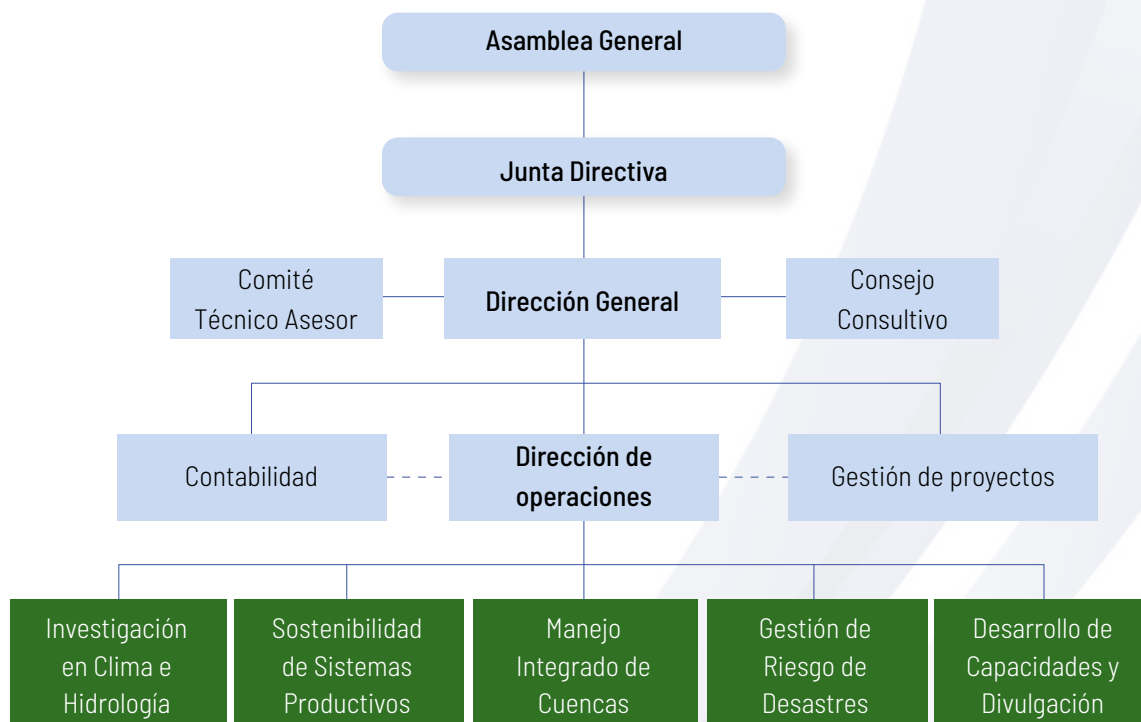 Asamblea General
Junta Directiva
Comité
Técnico Asesor
Dirección General
Consejo
Consultivo
Contabilidad
Dirección de
operaciones
Gestión de proyectos
Investigación
en Clima e
Hidrología
Sostenibilidad
de Sistemas
Productivos
Manejo
Integrado de
Cuencas
Gestión de
Riesgo de
Desastres
Desarrollo de
Capacidades y
Divulgación